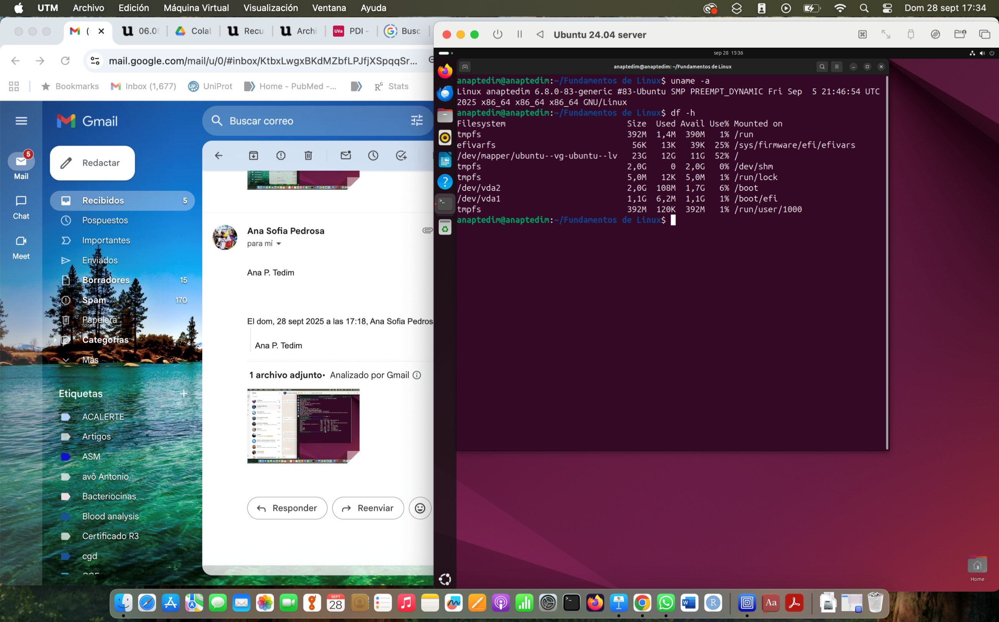 UTM Archivo Edición Máquina Virtual Visualización Ventana Ayuda Dom 28 sept 17:34
06.0 Cola Recu Archi UVa PDI - Busc
mail.google.com/mail/u/0/#inbox/KtbxLwgxBKdMZbfLPJfjXSpqqSr...
Bookmarks Inbox (1,677) UniProt Home - PubMed -... Stats
Gmail
Buscar correo
5
Mail
Chat
Meet
Redactar
Recibidos 5
Pospuestos
Importantes
Enviados
Borradores 15
Spam 170
Papelera
Categorías
Más
Etiquetas
ACALERTE
Artigos
ASM
avô Antonio
Bacteriocinas
Blood analysis
Certificado R3
cgd
Ana Sofia Pedrosa
para mí
Ana P. Tedim
El dom, 28 sept 2025 a las 17:18, Ana Sofia Pedros
Ana P. Tedim
1 archivo adjunto• Analizado por Gmail
Responder Reenviar
Ubuntu 24.04 server
sep 28 15:36
anaptedim@anaptedim: ~/Fundamentos de Linux
anaptedim@anaptedim:~/Fundamentos de Linux$ uname -a
Linux anaptedim 6.8.0-83-generic #83-Ubuntu SMP PREEMPT_DYNAMIC Fri Sep  5 21:46:54 UTC
2025 x86_64 x86_64 x86_64 GNU/Linux
anaptedim@anaptedim:~/Fundamentos de Linux$ df -h
Filesystem Size Used Avail Use% Mounted on
tmpfs 392M 1,4M 390M 1% /run
efivarfs 56K 13K 39K 25% /sys/firmware/efi/efivars
/dev/mapper/ubuntu--vg-ubuntu--lv 23G 12G 11G 52% /
tmpfs 2,0G 0 2,0G 0% /dev/shm
tmpfs 5,0M 12K 5,0M 1% /run/lock
/dev/vda2 2,0G 108M 1,7G 6% /boot
/dev/vda1 1,1G 6,2M 1,1G 1% /boot/efi
tmpfs 392M 120K 392M 1% /run/user/1000
anaptedim@anaptedim:~/Fundamentos de Linux$
Home
SEPT
28